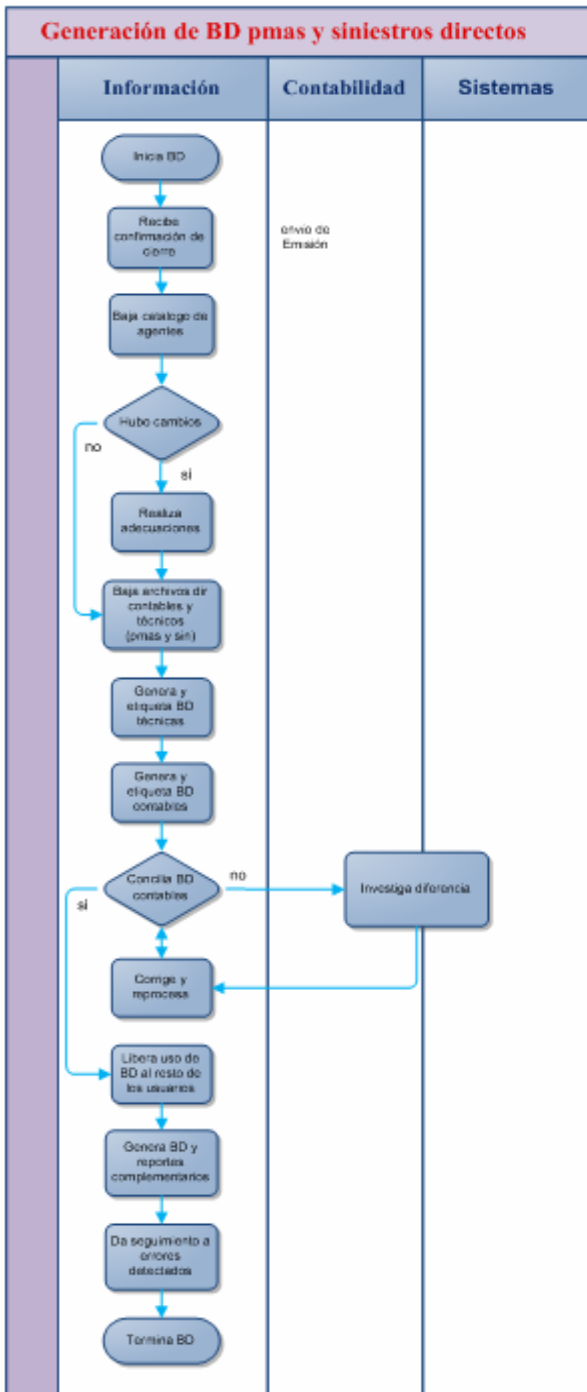 Generación de BD pmas y siniestros directos
Información
Contabilidad
Sistemas
Inicia BD
Recibe
confirmación de
cierre
envio de
Emisión
Baja catalogo de
agentes
Hubo cambios
no
si
Realiza
adecuaciones
Baja archivos dir
contables y
técnicos
(pmas y sin)
Genera y
etiqueta BD
técnicas
Genera y
etiqueta BD
contables
Concilia BD
contables
no
si
Investiga diferencia
Corrige y
reprocesa
Libera uso de
BD al resto de
los usuarios
Genera BD y
reportes
complementarios
Da seguimiento a
errores
detectados
Termina BD